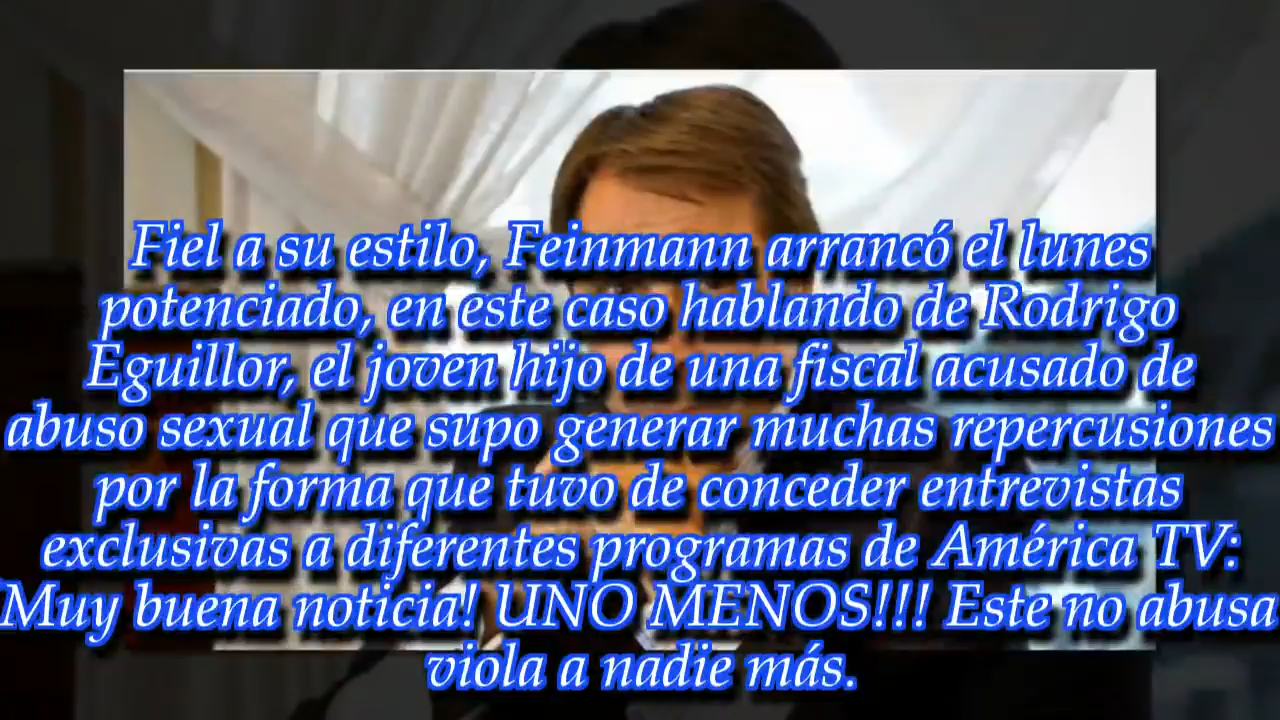 Fiel a su estilo, Feinmann arrancó el lunes
potenciado, en este caso hablando de Rodrigo
Eguillor, el joven hijo de una fiscal acusado de
abuso sexual que supo generar muchas repercusiones
por la forma que tuvo de conceder entrevistas
exclusivas a diferentes programas de América TV:
Muy buena noticia! UNO MENOS!!! Este no abusa
viola a nadie más.